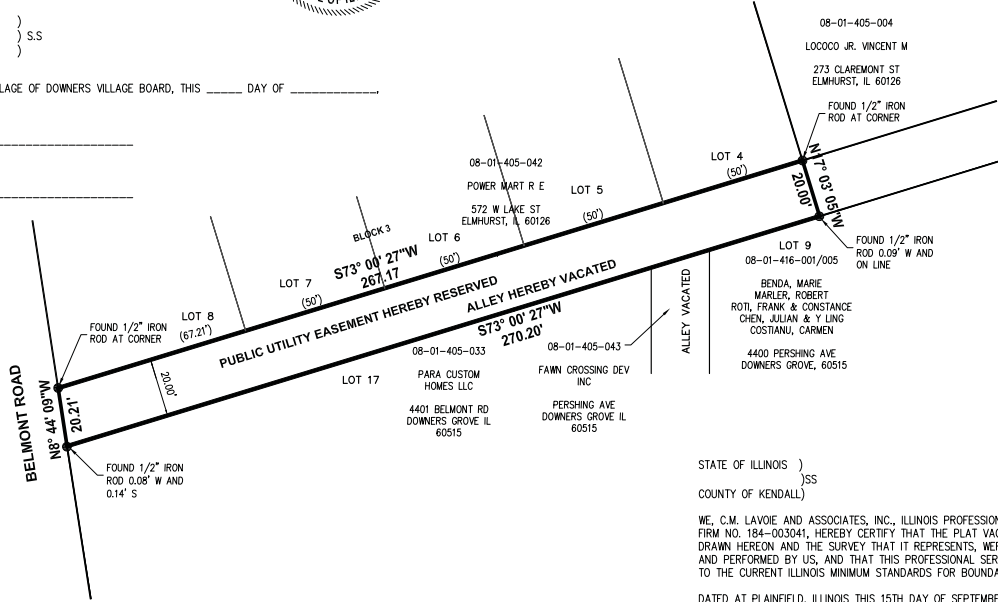 )
) S.S
)
LAGE OF DOWNERS VILLAGE BOARD, THIS _____ DAY OF ____________,
08-01-405-004
LOCOCO JR. VINCENT M
273 CLAREMONT ST
ELMHURST, IL 60126
FOUND 1/2" IRON
ROD AT CORNER
N17° 03' 05"W
20.00'
FOUND 1/2" IRON
ROD 0.09' W AND
ON LINE
08-01-405-042
POWER MART R E
572 W LAKE ST
ELMHURST, IL 60126
LOT 4
(50')
LOT 5
(50')
BLOCK 3
LOT 6
(50')
S73° 00' 27"W
267.17
LOT 7
(50')
LOT 8
(67.21')
FOUND 1/2" IRON
ROD AT CORNER
PUBLIC UTILITY EASEMENT HEREBY RESERVED
ALLEY HEREBY VACATED
S73° 00' 27"W
270.20'
20.00'
BELMONT ROAD
N8° 44' 09"W
20.21'
FOUND 1/2" IRON
ROD 0.08' W AND
0.14' S
LOT 17
08-01-405-033
PARA CUSTOM
HOMES LLC
4401 BELMONT RD
DOWNERS GROVE IL
60515
08-01-405-043
FAWN CROSSING DEV
INC
PERSHING AVE
DOWNERS GROVE IL
60515
ALLEY VACATED
LOT 9
08-01-416-001/005
BENDA, MARIE
MARLER, ROBERT
ROTI, FRANK & CONSTANCE
CHEN, JULIAN & Y LING
COSTIANU, CARMEN
4400 PERSHING AVE
DOWNERS GROVE, 60515
STATE OF ILLINOIS )
)SS
COUNTY OF KENDALL)
WE, C.M. LAVOIE AND ASSOCIATES, INC., ILLINOIS PROFESSION
FIRM NO. 184-003041, HEREBY CERTIFY THAT THE PLAT VAC
DRAWN HEREON AND THE SURVEY THAT IT REPRESENTS, WER
AND PERFORMED BY US, AND THAT THIS PROFESSIONAL SER
TO THE CURRENT ILLINOIS MINIMUM STANDARDS FOR BOUNDA
DATED AT PLAINFIELD, ILLINOIS THIS 15TH DAY OF SEPTEMBE